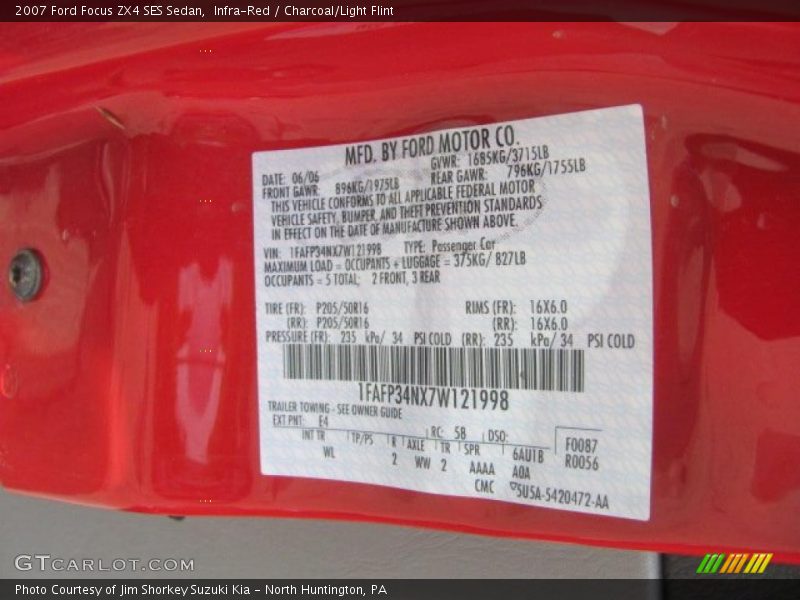 2007 Ford Focus ZX4 SES Sedan,  Infra-Red / Charcoal/Light Flint
MFD. BY FORD MOTOR CO.
DATE: 06/06 GVWR: 1685KG/3715LB
FRONT GAWR: 896KG/1975LB REAR GAWR: 796KG/1755LB
THIS VEHICLE CONFORMS TO ALL APPLICABLE FEDERAL MOTOR
VEHICLE SAFETY, BUMPER, AND THEFT PREVENTION STANDARDS
IN EFFECT ON THE DATE OF MANUFACTURE SHOWN ABOVE.
VIN: 1FAFP34NX7W121998 TYPE: Passenger Car
MAXIMUM LOAD = OCCUPANTS + LUGGAGE = 375KG/ 827LB
OCCUPANTS = 5 TOTAL: 2 FRONT, 3 REAR
TIRE (FR): P205/50R16 RIMS (FR): 16X6.0
(RR): P205/50R16 (RR): 16X6.0
PRESSURE (FR): 235 kPa/ 34 PSI COLD (RR): 235 kPa/ 34 PSI COLD
1FAFP34NX7W121998
TRAILER TOWING - SEE OWNER GUIDE
EXT PNT: E4 RC: 5B DSO: F0087
INT TR TP/PS R AXLE TR SPR 6AUTB R0056
WL 2 WW 2 AAAA A0A
CMC 5U5A-5420472-AA
GTCARLOT.COM
Photo Courtesy of Jim Shorkey Suzuki Kia - North Huntington, PA